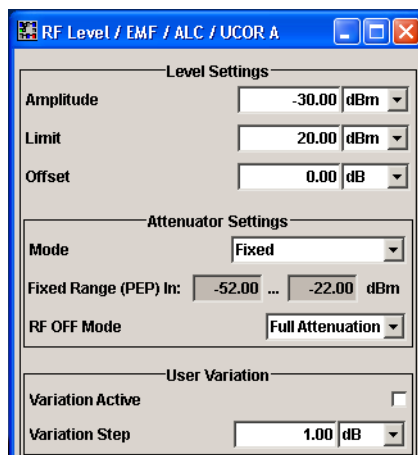 RF Level / EMF / ALC / UCOR A
Level Settings
Amplitude -30.00 dBm
Limit 20.00 dBm
Offset 0.00 dB
Attenuator Settings
Mode Fixed
Fixed Range (PEP) In: -52.00 ... -22.00 dBm
RF OFF Mode Full Attenuation
User Variation
Variation Active
Variation Step 1.00 dB